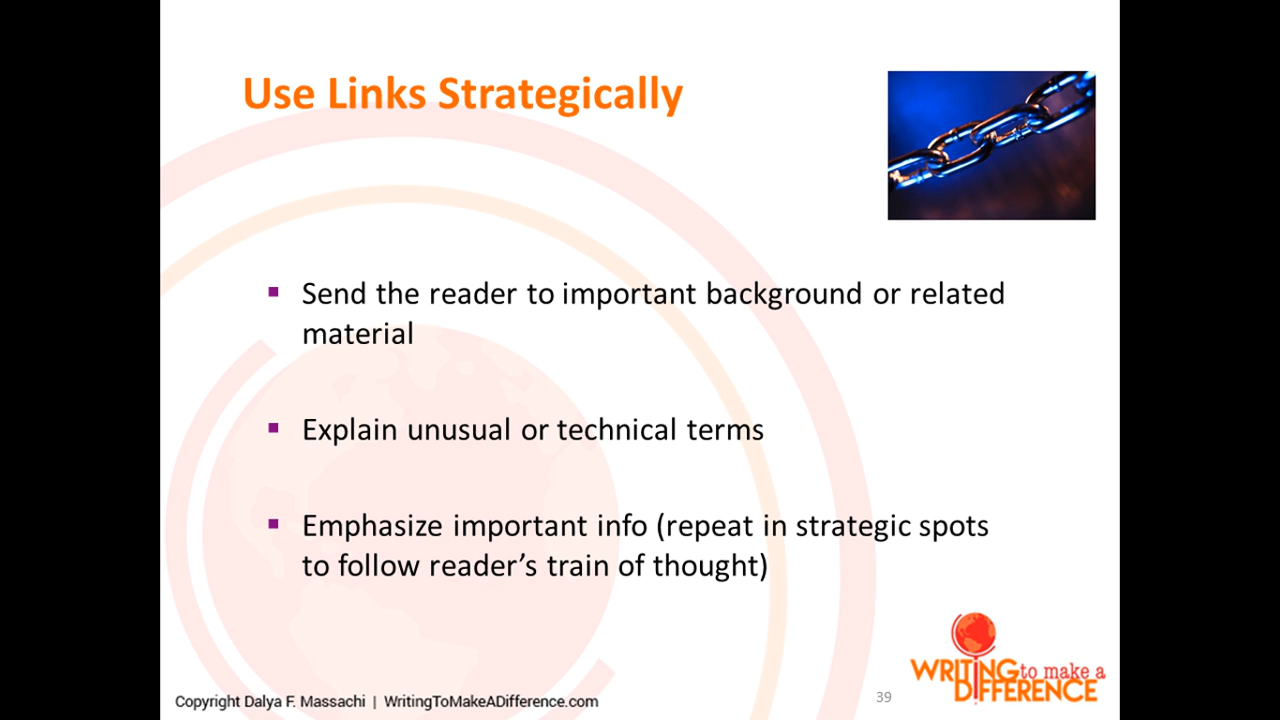 Use Links Strategically
▪ Send the reader to important background or related
material
▪ Explain unusual or technical terms
▪ Emphasize important info (repeat in strategic spots
to follow reader’s train of thought)
WRITING to make a
DIFFERENCE
Copyright Dalya F. Massachi | WritingToMakeADifference.com
39